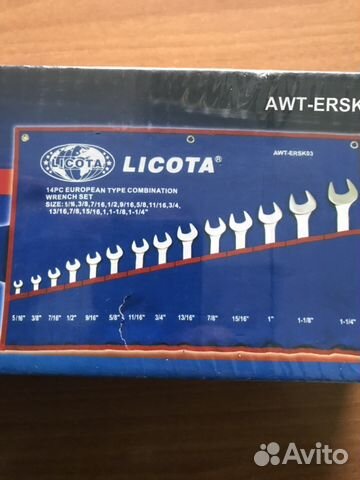 AWT-ERSK
LICOTA
LICOTA®
AWT-ERSK03
14PC EUROPEAN TYPE COMBINATION
WRENCH SET
SIZE: 5/16,3/8,7/16,1/2,9/16,5/8,11/16,3/4,
13/16,7/8,15/16,1,1-1/8,1-1/4"
5/16" 3/8" 7/16" 1/2" 9/16" 5/8" 11/16" 3/4" 13/16" 7/8" 15/16" 1" 1-1/8" 1-1/4"
Avito